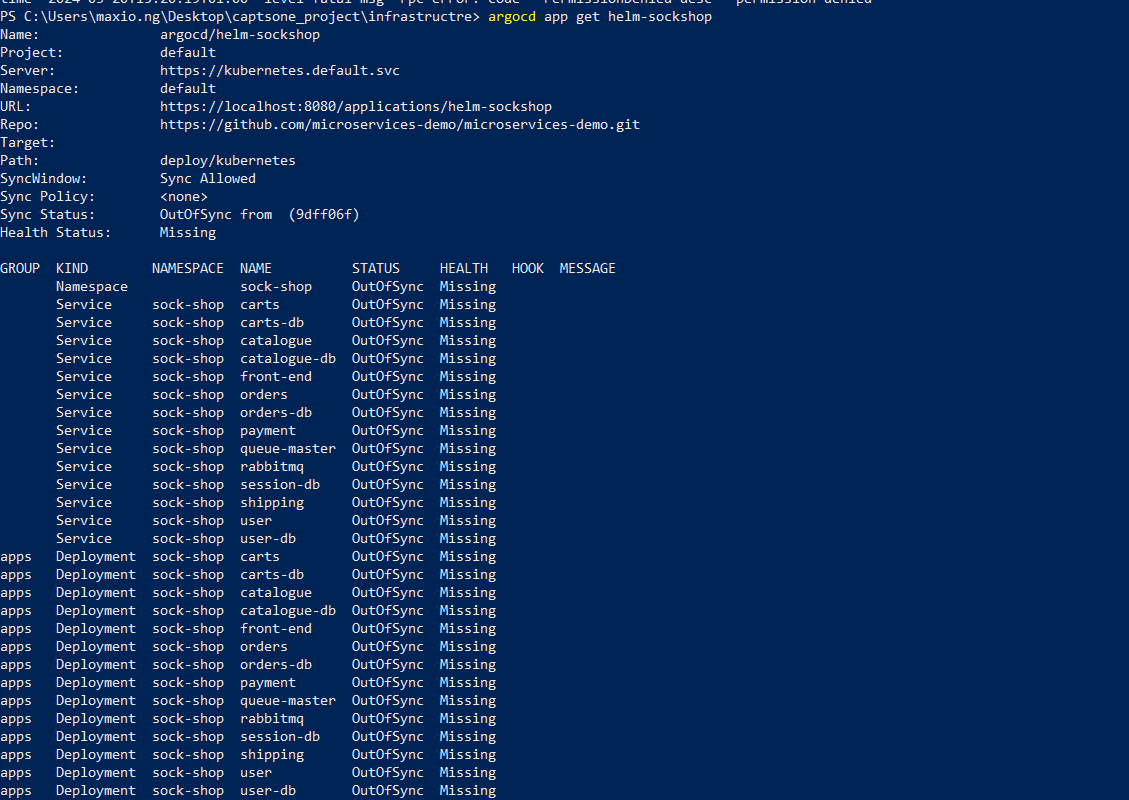 PS C:\Users\maxio.ng\Desktop\captsone_project\infrastructre> argocd app get helm-sockshop
Name:               argocd/helm-sockshop
Project:            default
Server:             https://kubernetes.default.svc
Namespace:          default
URL:                https://localhost:8080/applications/helm-sockshop
Repo:               https://github.com/microservices-demo/microservices-demo.git
Target:
Path:               deploy/kubernetes
SyncWindow:         Sync Allowed
Sync Policy:        <none>
Sync Status:        OutOfSync from  (9dff06f)
Health Status:      Missing

GROUP  KIND        NAMESPACE  NAME          STATUS     HEALTH   HOOK  MESSAGE
       Namespace              sock-shop     OutOfSync  Missing
       Service     sock-shop  carts         OutOfSync  Missing
       Service     sock-shop  carts-db      OutOfSync  Missing
       Service     sock-shop  catalogue     OutOfSync  Missing
       Service     sock-shop  catalogue-db  OutOfSync  Missing
       Service     sock-shop  front-end     OutOfSync  Missing
       Service     sock-shop  orders        OutOfSync  Missing
       Service     sock-shop  orders-db     OutOfSync  Missing
       Service     sock-shop  payment       OutOfSync  Missing
       Service     sock-shop  queue-master  OutOfSync  Missing
       Service     sock-shop  rabbitmq      OutOfSync  Missing
       Service     sock-shop  session-db    OutOfSync  Missing
       Service     sock-shop  shipping      OutOfSync  Missing
       Service     sock-shop  user          OutOfSync  Missing
       Service     sock-shop  user-db       OutOfSync  Missing
apps   Deployment  sock-shop  carts         OutOfSync  Missing
apps   Deployment  sock-shop  carts-db      OutOfSync  Missing
apps   Deployment  sock-shop  catalogue     OutOfSync  Missing
apps   Deployment  sock-shop  catalogue-db  OutOfSync  Missing
apps   Deployment  sock-shop  front-end     OutOfSync  Missing
apps   Deployment  sock-shop  orders        OutOfSync  Missing
apps   Deployment  sock-shop  orders-db     OutOfSync  Missing
apps   Deployment  sock-shop  payment       OutOfSync  Missing
apps   Deployment  sock-shop  queue-master  OutOfSync  Missing
apps   Deployment  sock-shop  rabbitmq      OutOfSync  Missing
apps   Deployment  sock-shop  session-db    OutOfSync  Missing
apps   Deployment  sock-shop  shipping      OutOfSync  Missing
apps   Deployment  sock-shop  user          OutOfSync  Missing
apps   Deployment  sock-shop  user-db       OutOfSync  Missing